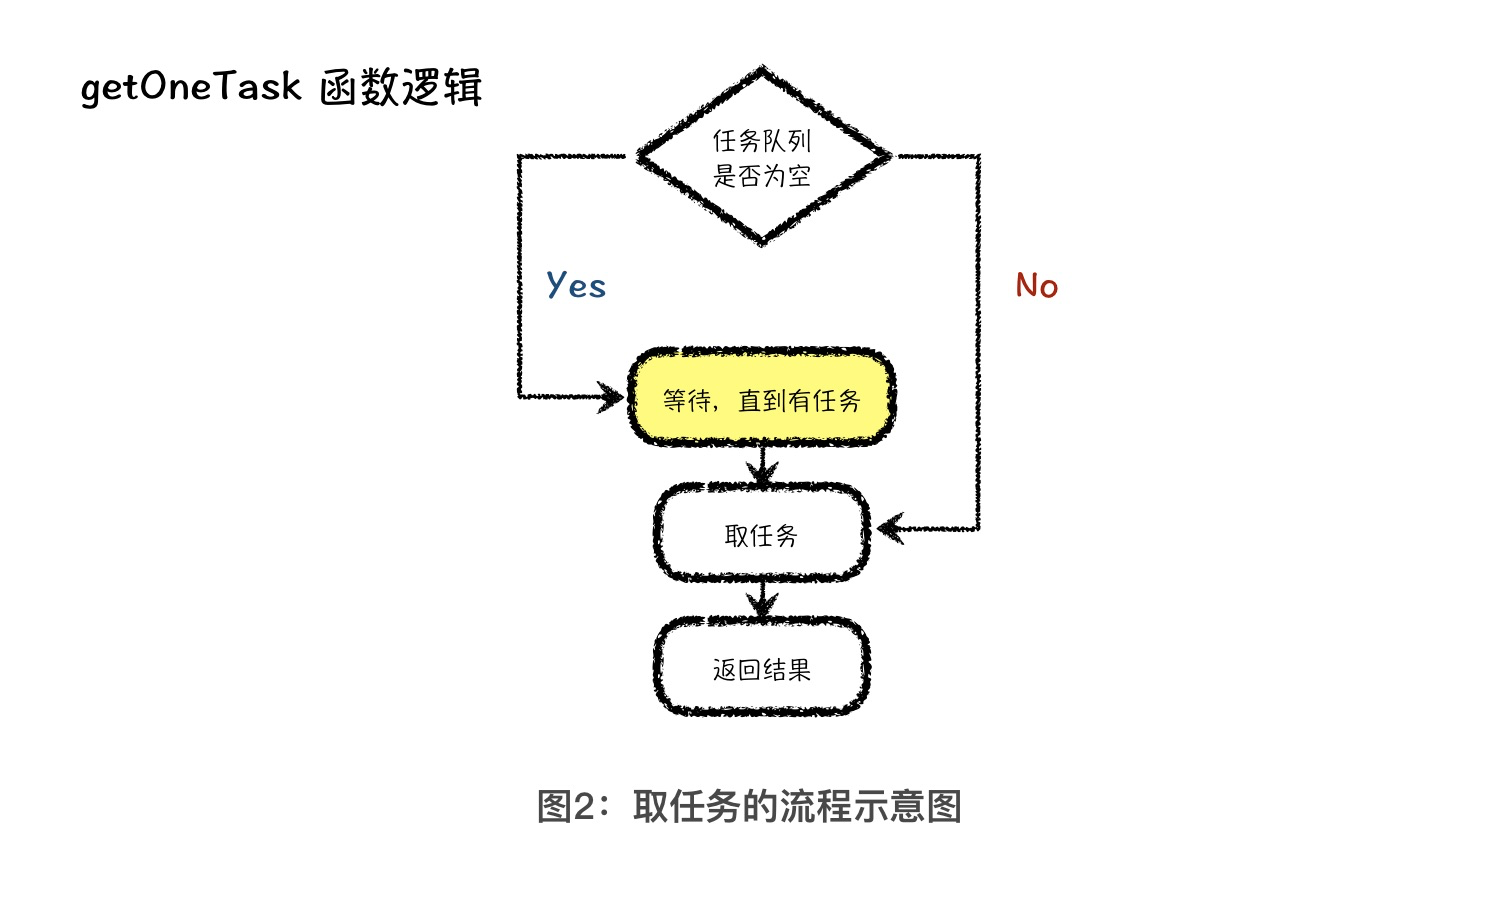 getOneTask 函数逻辑
任务队列
是否为空
Yes
No
等待，直到有任务
取任务
返回结果
图2：取任务的流程示意图